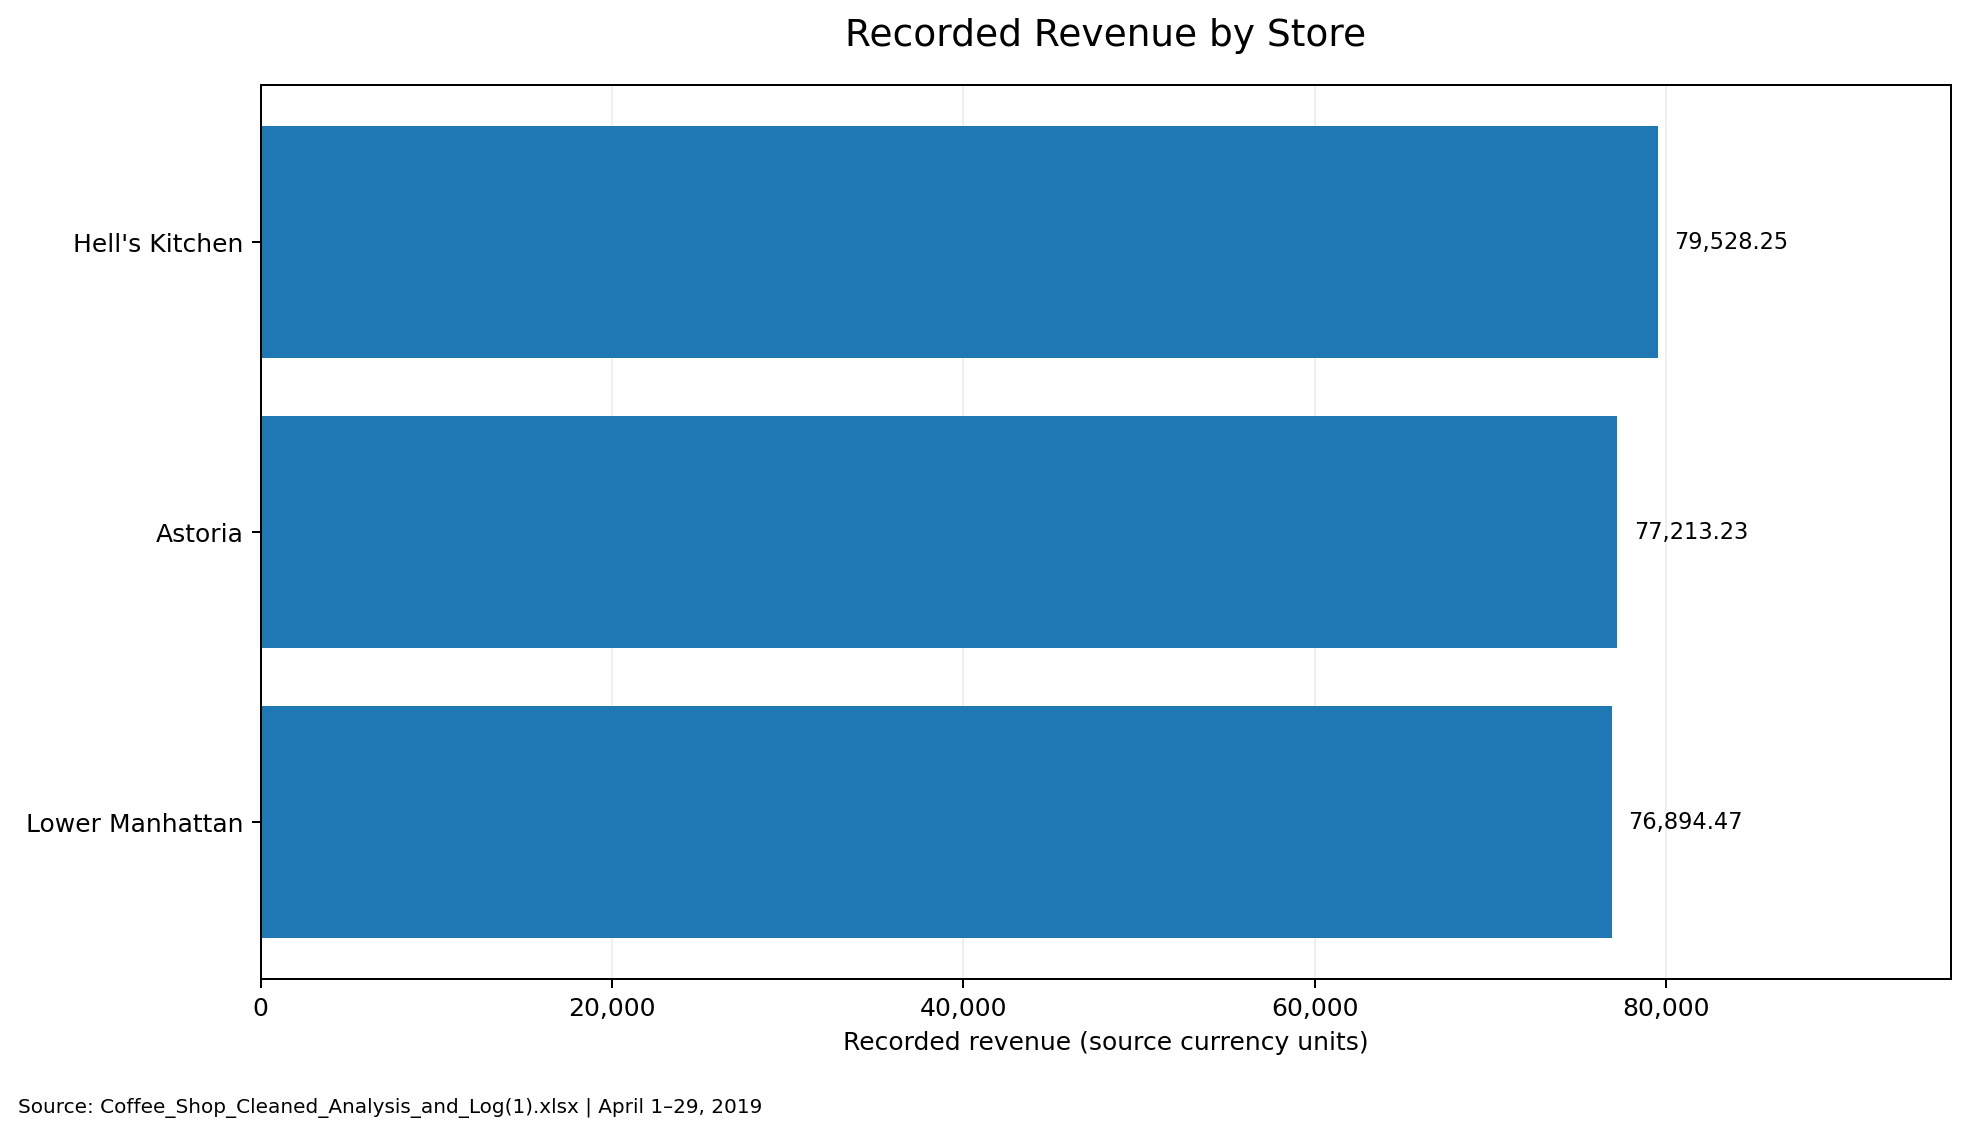 Recorded Revenue by Store
Hell's Kitchen
79,528.25
Astoria
77,213.23
Lower Manhattan
76,894.47
0
20,000
40,000
60,000
80,000
Recorded revenue (source currency units)
Source: Coffee_Shop_Cleaned_Analysis_and_Log(1).xlsx | April 1–29, 2019